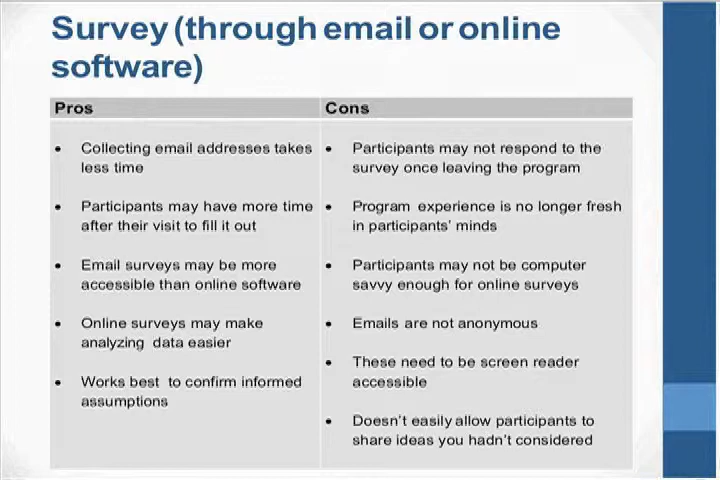 Survey (through email or online
software)
Pros
Cons
• Collecting email addresses takes
less time
• Participants may have more time
after their visit to fill it out
• Email surveys may be more
accessible than online software
• Online surveys may make
analyzing data easier
• Works best to confirm informed
assumptions
• Participants may not respond to the
survey once leaving the program
• Program experience is no longer fresh
in participants’ minds
• Participants may not be computer
savvy enough for online surveys
• Emails are not anonymous
• These need to be screen reader
accessible
• Doesn’t easily allow participants to
share ideas you hadn’t considered